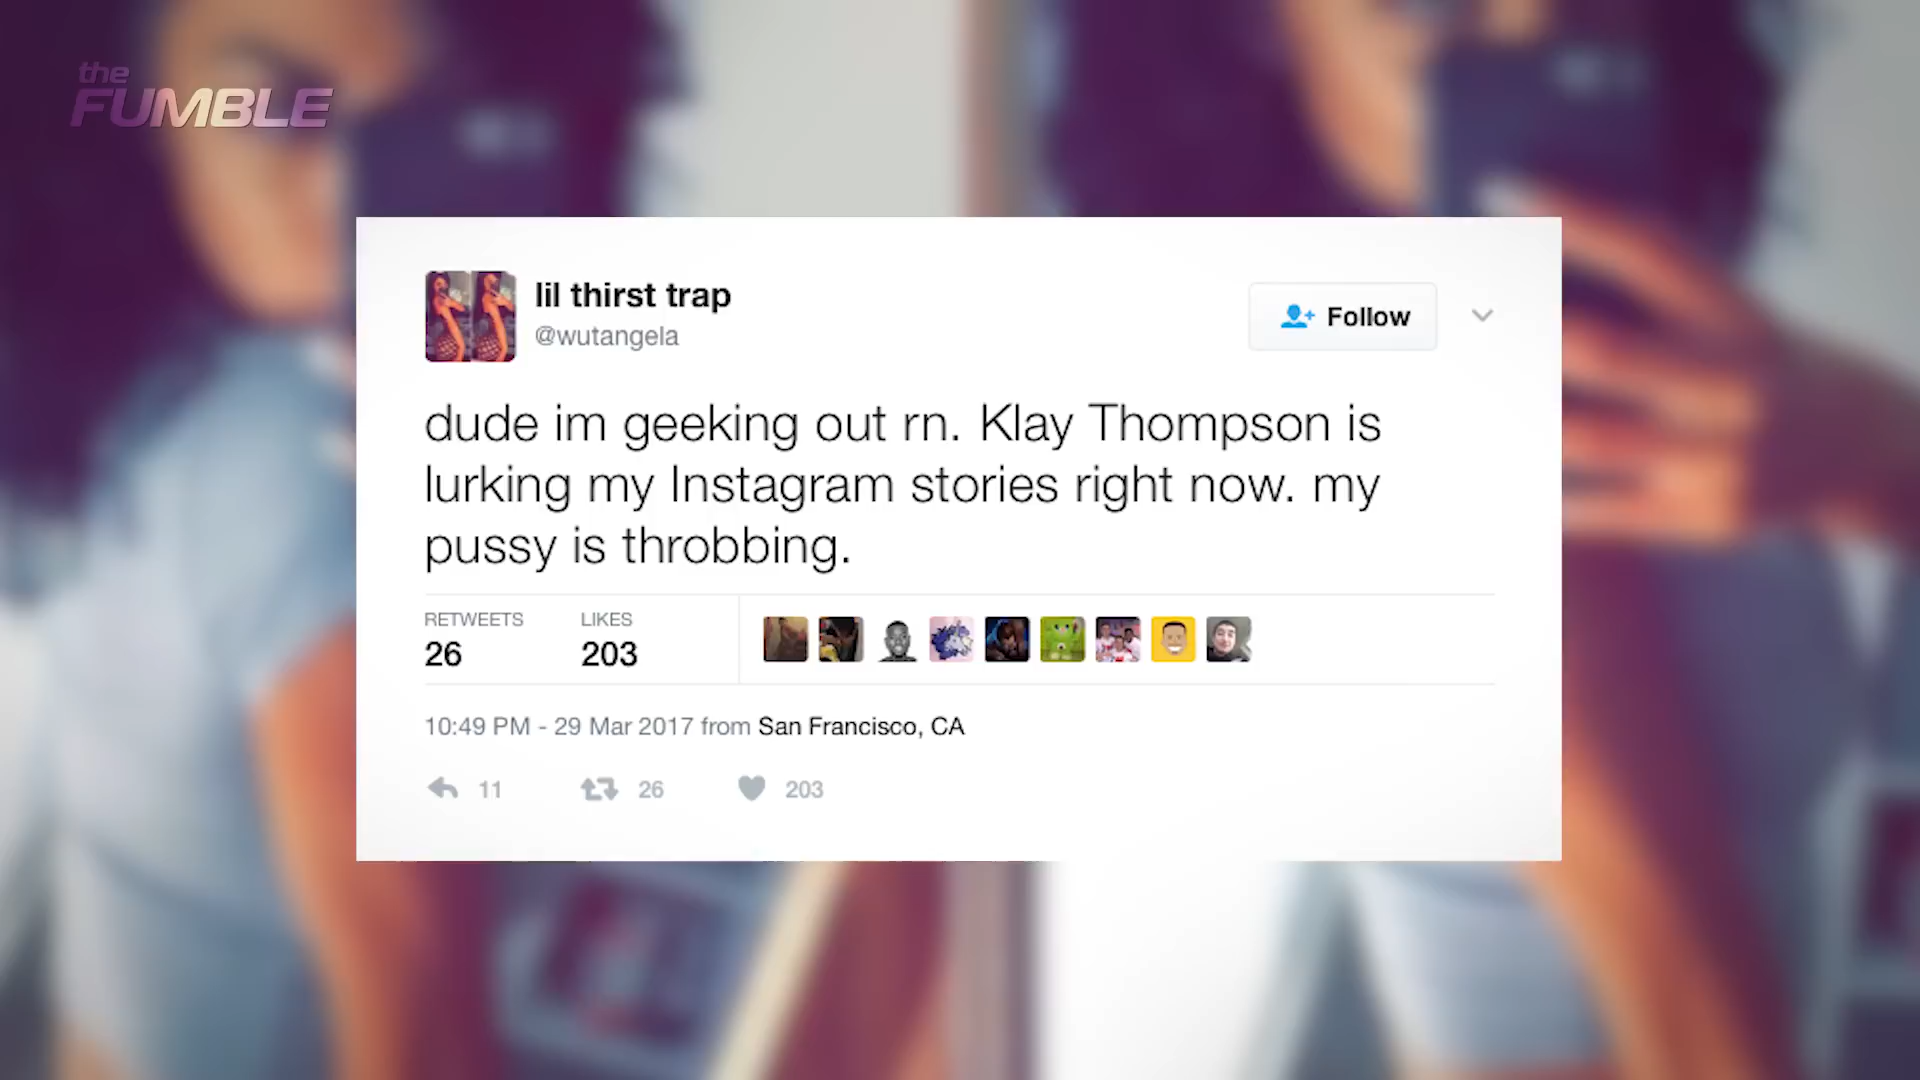 the
FUMBLE
lil thirst trap
@wutangela
Follow
dude im geeking out rn. Klay Thompson is
lurking my Instagram stories right now. my
pussy is throbbing.
RETWEETS LIKES
26 203
10:49 PM - 29 Mar 2017 from San Francisco, CA
11 26 203